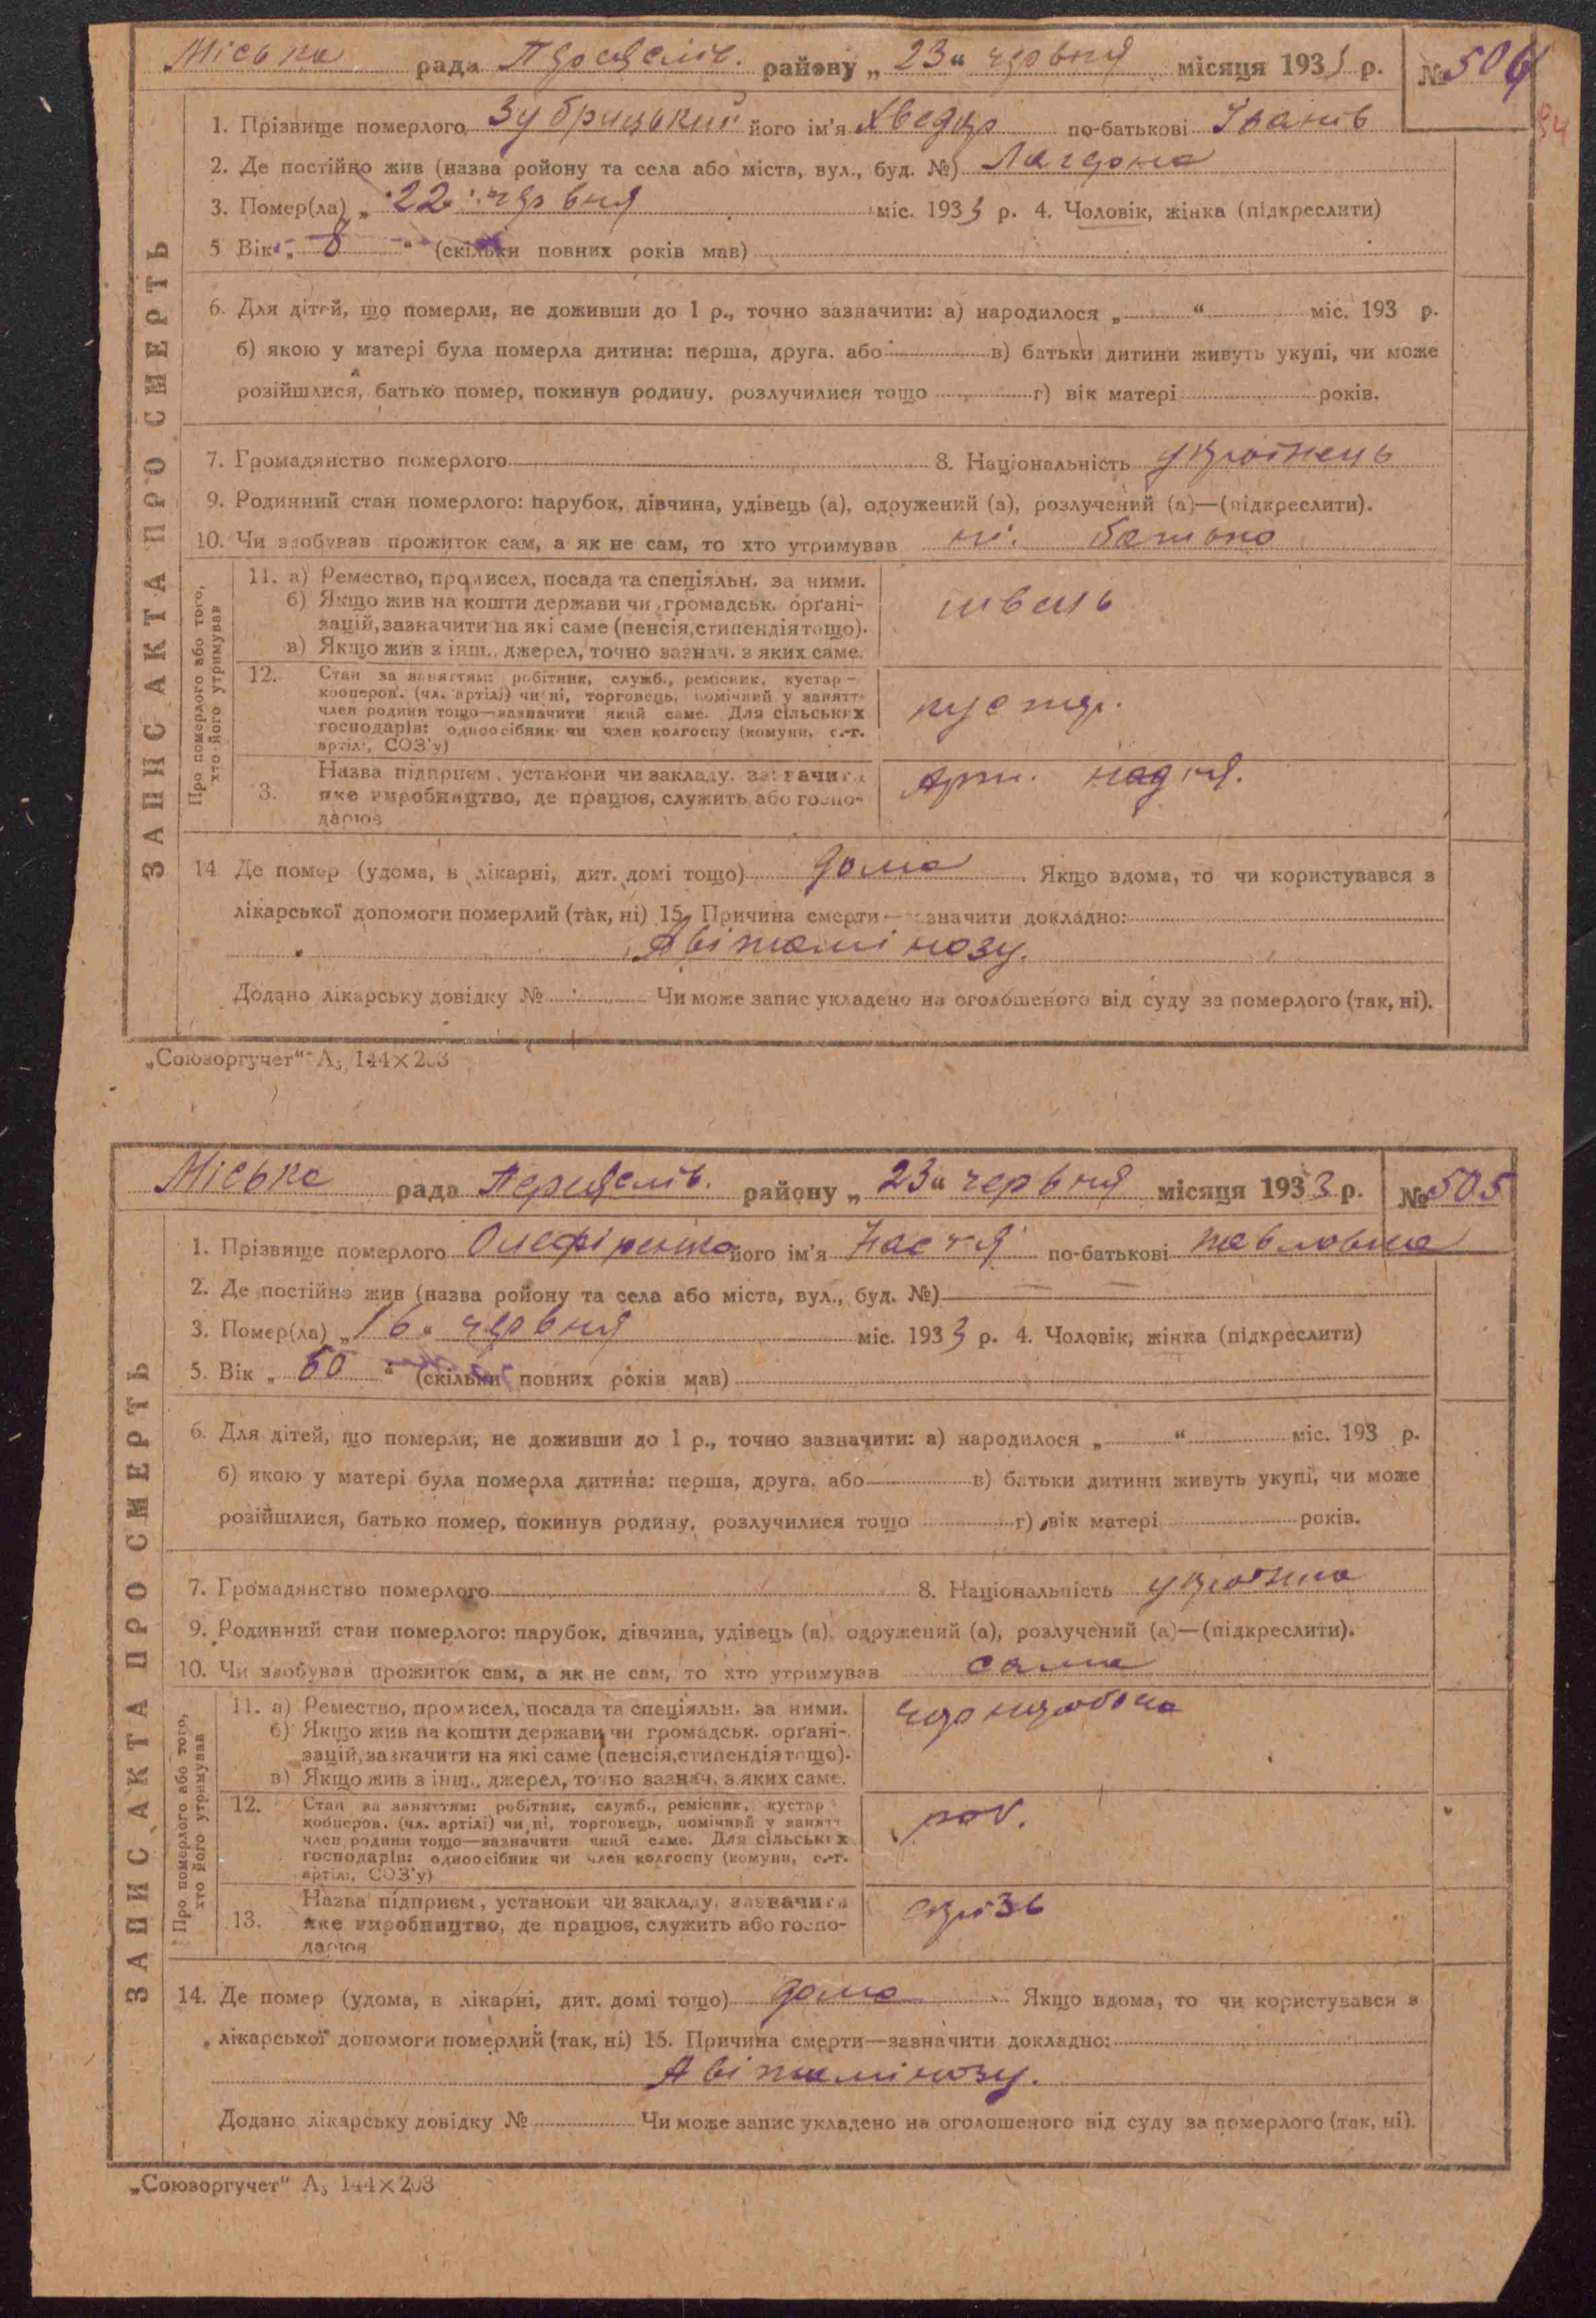 Міська рада Переяслів. району „23“ червня місяця 1933 р. № 504
94
ЗАПИС АКТА ПРО СМЕРТЬ
1. Прізвище померлого Зубрицький його ім'я Хведір по-батькові Іванів
2. Де постійно жив (назва ройону та села або міста, вул., буд. №)
3. Помер(ла) „22“ червня міс. 1933 р. 4. Чоловік, жінка (підкреслити)
5 Вік „8“ (скільки повних років мав)
6. Для дітей, що померли, не доживши до 1 р., точно зазначити: а) народилося „ “ міс. 193 р.
б) якою у матері була померла дитина: перша, друга, або в) батьки дитини живуть укупі, чи може
розійшлися, батько помер, покинув родину, розлучилися тощо г) вік матері років.
7. Громадянство померлого 8. Національність українець
9. Родинний стан померлого: парубок, дівчина, удівець (а), одружений (а), розлучений (а)—(підкреслити).
10. Чи здобував прожиток сам, а як не сам, то хто утримував ні. батько
Про померлого або того, хто його утримував
11. а) Ремество, промисел, посада та спеціяльн. за ними.
б) Якщо жив на кошти держави чи громадськ. органі-
зацій, зазначити на які саме (пенсія, стипендія тощо).
в) Якщо жив з інш., джерел, точно зазнач. з яких саме.
швець
12. Стан за заняттям: робітник, служб., ремісник, кустар—
кооперов. (чл. артілі) чи ні, торговець, помічний у занятт
член родини тощо—зазначити який саме. Для сільських
господарів: одноосібник чи член колгоспу (комуни, с.-г.
артілі, СОЗ'у)
кустар.
3. Назва підприєм, установи чи закладу, зазначити
яке виробництво, де працює, служить або госпо-
дарює
Арт. надія.
14 Де помер (удома, в лікарні, дит. домі тощо) дома Якщо вдома, то чи користувався з
лікарської допомоги померлий (так, ні) 15. Причина смерти—зазначити докладно:
Авітамінозу.
Додано лікарську довідку № Чи може запис укладено на оголошеного від суду за померлого (так, ні).
„Союзоргучет“ А5 144×203
Міська рада Переяслів. району „23“ червня місяця 1933 р. № 505
ЗАПИС АКТА ПРО СМЕРТЬ
1. Прізвище померлого Олефіренко його ім'я Настя по-батькові Павловна
2. Де постійно жив (назва ройону та села або міста, вул., буд. №) — —
3. Помер(ла) „16“ червня міс. 1933 р. 4. Чоловік, жінка (підкреслити)
5. Вік „60“ (скільки повних років мав)
6. Для дітей, що померли, не доживши до 1 р., точно зазначити: а) народилося „ “ міс. 193 р.
б) якою у матері була померла дитина: перша, друга, або в) батьки дитини живуть укупі, чи може
розійшлися, батько помер, покинув родину, розлучилися тощо г) вік матері років.
7. Громадянство померлого 8. Національність українка
9. Родинний стан померлого: парубок, дівчина, удівець (а), одружений (а), розлучений (а)—(підкреслити).
10. Чи здобував прожиток сам, а як не сам, то хто утримував сама
Про померлого або того, хто його утримував
11. а) Ремество, промисел, посада та спеціяльн. за ними.
б) Якщо жив на кошти держави чи громадськ. органі-
зацій, зазначити на які саме (пенсія, стипендія тощо).
в) Якщо жив з інш., джерел, точно зазнач. з яких саме.
чорнороб
12. Стан за заняттям: робітник, служб., ремісник, кустар
кооперов. (чл. артілі) чи ні, торговець, помічний у занятт
член родини тощо—зазначити який саме. Для сільських
господарів: одноосібник чи член колгоспу (комуни, с.-г.
артілі, СОЗ'у)
роб.
13. Назва підприєм, установи чи закладу, зазначити
яке виробництво, де працює, служить або госпо-
дарює
скрізь
14. Де помер (удома, в лікарні, дит. домі тощо) дома Якщо вдома, то чи користувався з
лікарської допомоги померлий (так, ні) 15. Причина смерти—зазначити докладно:
Авітамінозу.
Додано лікарську довідку № Чи може запис укладено на оголошеного від суду за померлого (так, ні).
„Союзоргучет“ А5 144×203